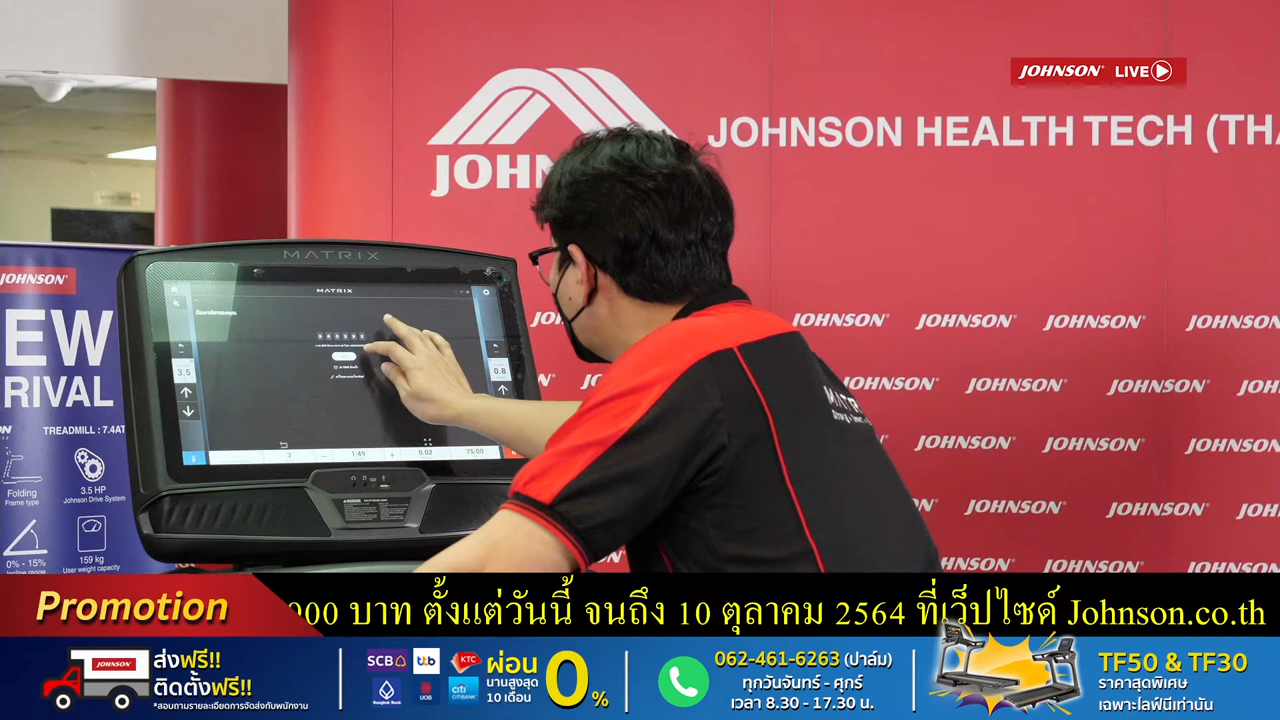 JOHNSON LIVE
JOHNSON HEALTH TECH (THA
JOHN
MATRIX
MATRIX
3.5
0.8
3
1:49
0.02
75:00
JOHNSON
EW
RIVAL
TREADMILL : 7.4AT
Folding
Frame type
3.5 HP
Johnson Drive System
0% - 15%
Incline range
159 kg
User weight capacity
MATR
JOHNSON JOHNSON JOHNSON
JOHNSON JOHNSON JOHNSON
JOHNSON JOHNSON JOHNSON
JOHNSON JOHNSON
JOHNSON JOHNSON
Promotion
000 บาท ตั้งแต่วันนี้ จนถึง 10 ตุลาคม 2564 ที่เว็ปไซด์ Johnson.co.th
JOHNSON
ส่งฟรี!!
ติดตั้งฟรี!!
*สอบถามรายละเอียดการจัดส่งกับพนักงาน
SCB ttb KTC
Bangkok Bank UOB citi CITIBANK
ผ่อน 0%
นานสูงสุด
10 เดือน
062-461-6263 (ปาล์ม)
ทุกวันจันทร์ - ศุกร์
เวลา 8.30 - 17.30 น.
TF50 & TF30
ราคาสุดพิเศษ
เฉพาะไลฟ์นี้เท่านั้น